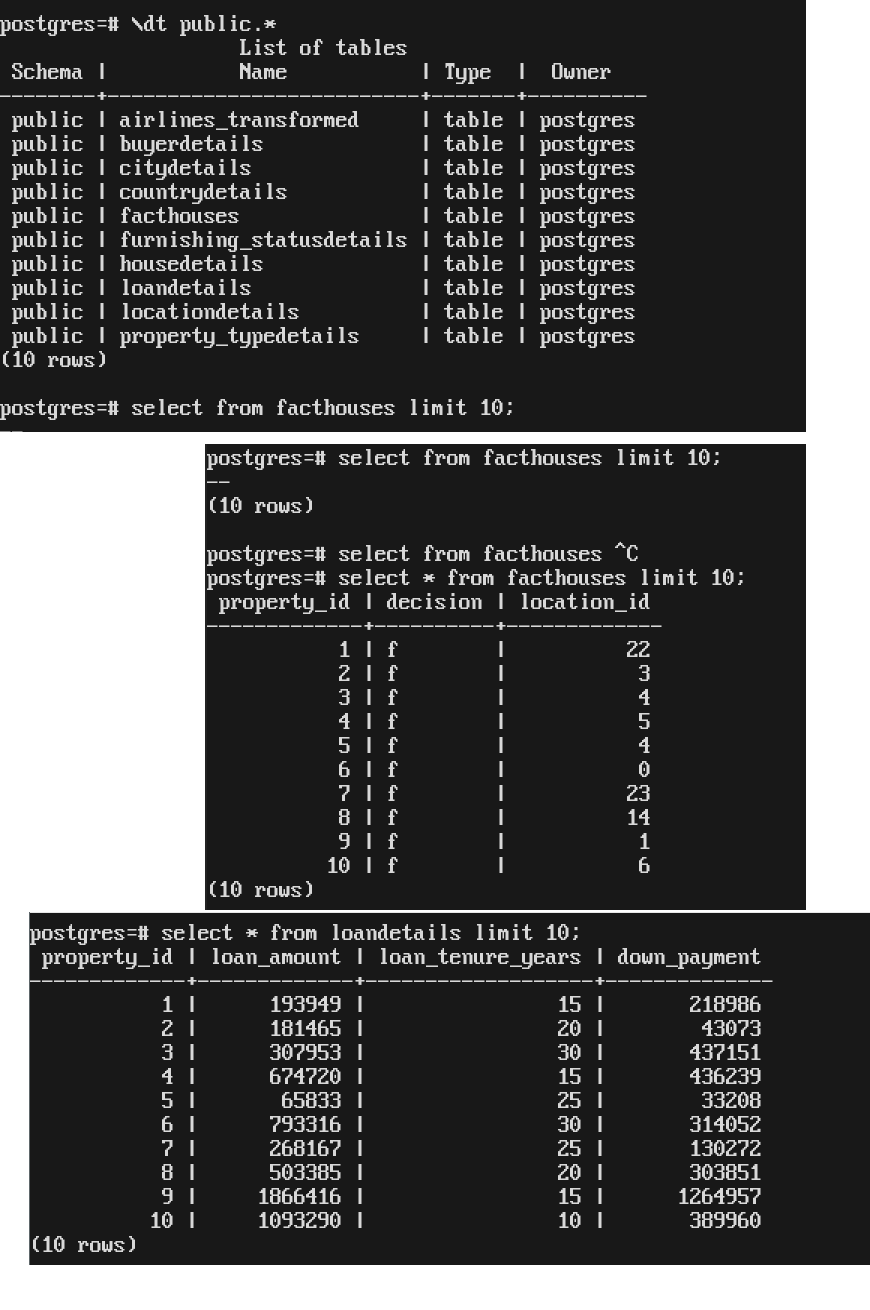 postgres=# \dt public.*
List of tables
Schema | Name | Type | Owner
--------+--------------------------+-------+----------
public | airlines_transformed | table | postgres
public | buyerdetails | table | postgres
public | citydetails | table | postgres
public | countrydetails | table | postgres
public | facthouses | table | postgres
public | furnishing_statusdetails | table | postgres
public | housedetails | table | postgres
public | loandetails | table | postgres
public | locationdetails | table | postgres
public | property_typedetails | table | postgres
(10 rows)
postgres=# select from facthouses limit 10;
--
postgres=# select from facthouses limit 10;
--
(10 rows)
postgres=# select from facthouses ^C
postgres=# select * from facthouses limit 10;
property_id | decision | location_id
-------------+----------+-------------
1 | f | 22
2 | f | 3
3 | f | 4
4 | f | 5
5 | f | 4
6 | f | 0
7 | f | 23
8 | f | 14
9 | f | 1
10 | f | 6
(10 rows)
postgres=# select * from loandetails limit 10;
property_id | loan_amount | loan_tenure_years | down_payment
-------------+-------------+-------------------+--------------
1 | 193949 | 15 | 218986
2 | 181465 | 20 | 43073
3 | 307953 | 30 | 437151
4 | 674720 | 15 | 436239
5 | 65833 | 25 | 33208
6 | 793316 | 30 | 314052
7 | 268167 | 25 | 130272
8 | 503385 | 20 | 303851
9 | 1866416 | 15 | 1264957
10 | 1093290 | 10 | 389960
(10 rows)